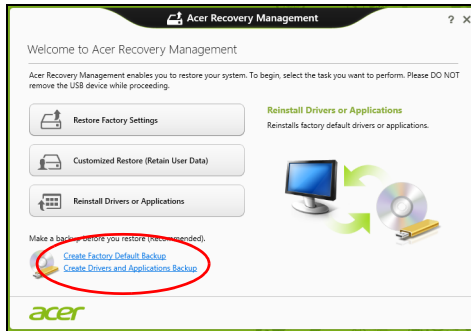 Acer Recovery Management
? X
Welcome to Acer Recovery Management
Acer Recovery Management enables you to restore your system. To begin, select the task you want to perform. Please DO NOT
remove the USB device while proceeding.
Restore Factory Settings
Customized Restore (Retain User Data)
Reinstall Drivers or Applications
Reinstall Drivers or Applications
Reinstalls factory default drivers or applications.
Make a backup before you restore (Recommended).
Create Factory Default Backup
Create Drivers and Applications Backup
acer